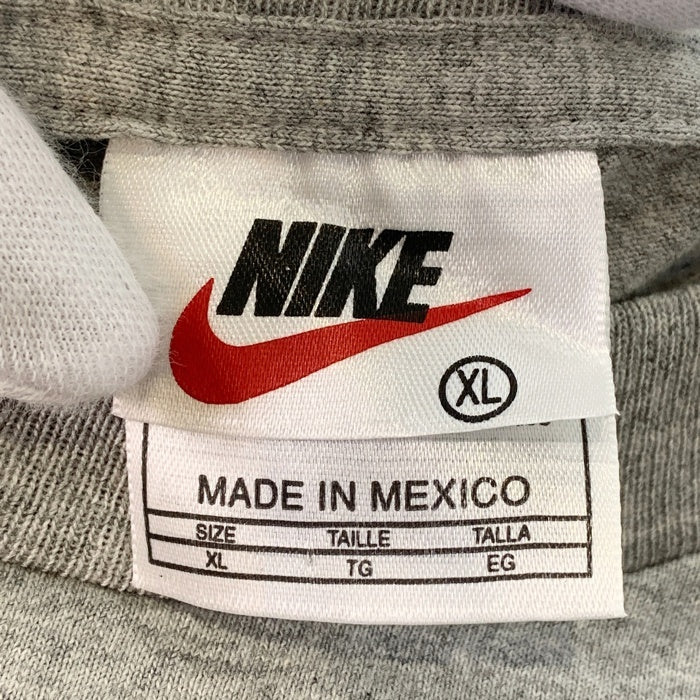 NIKE
XL
MADE IN MEXICO
SIZE TAILLE TALLA
XL TG EG